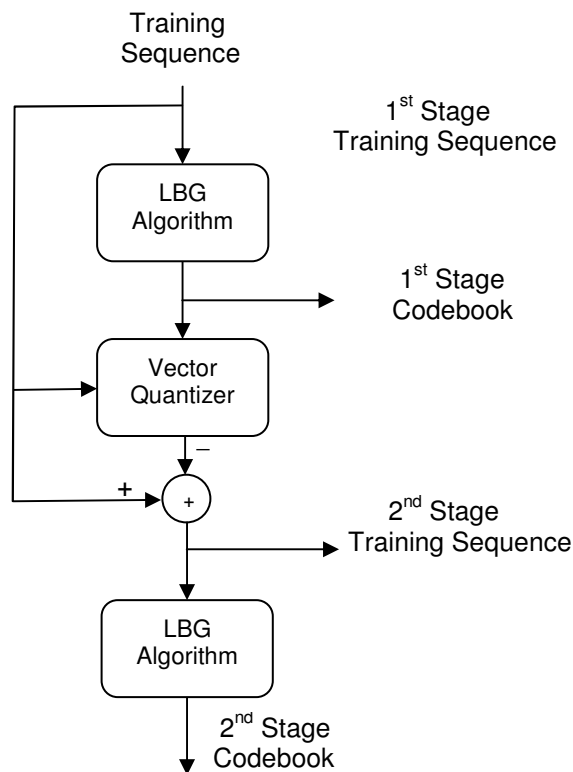 Training
Sequence
1st Stage
Training Sequence
LBG
Algorithm
1st Stage
Codebook
Vector
Quantizer
–
+
+
2nd Stage
Training Sequence
LBG
Algorithm
2nd Stage
Codebook